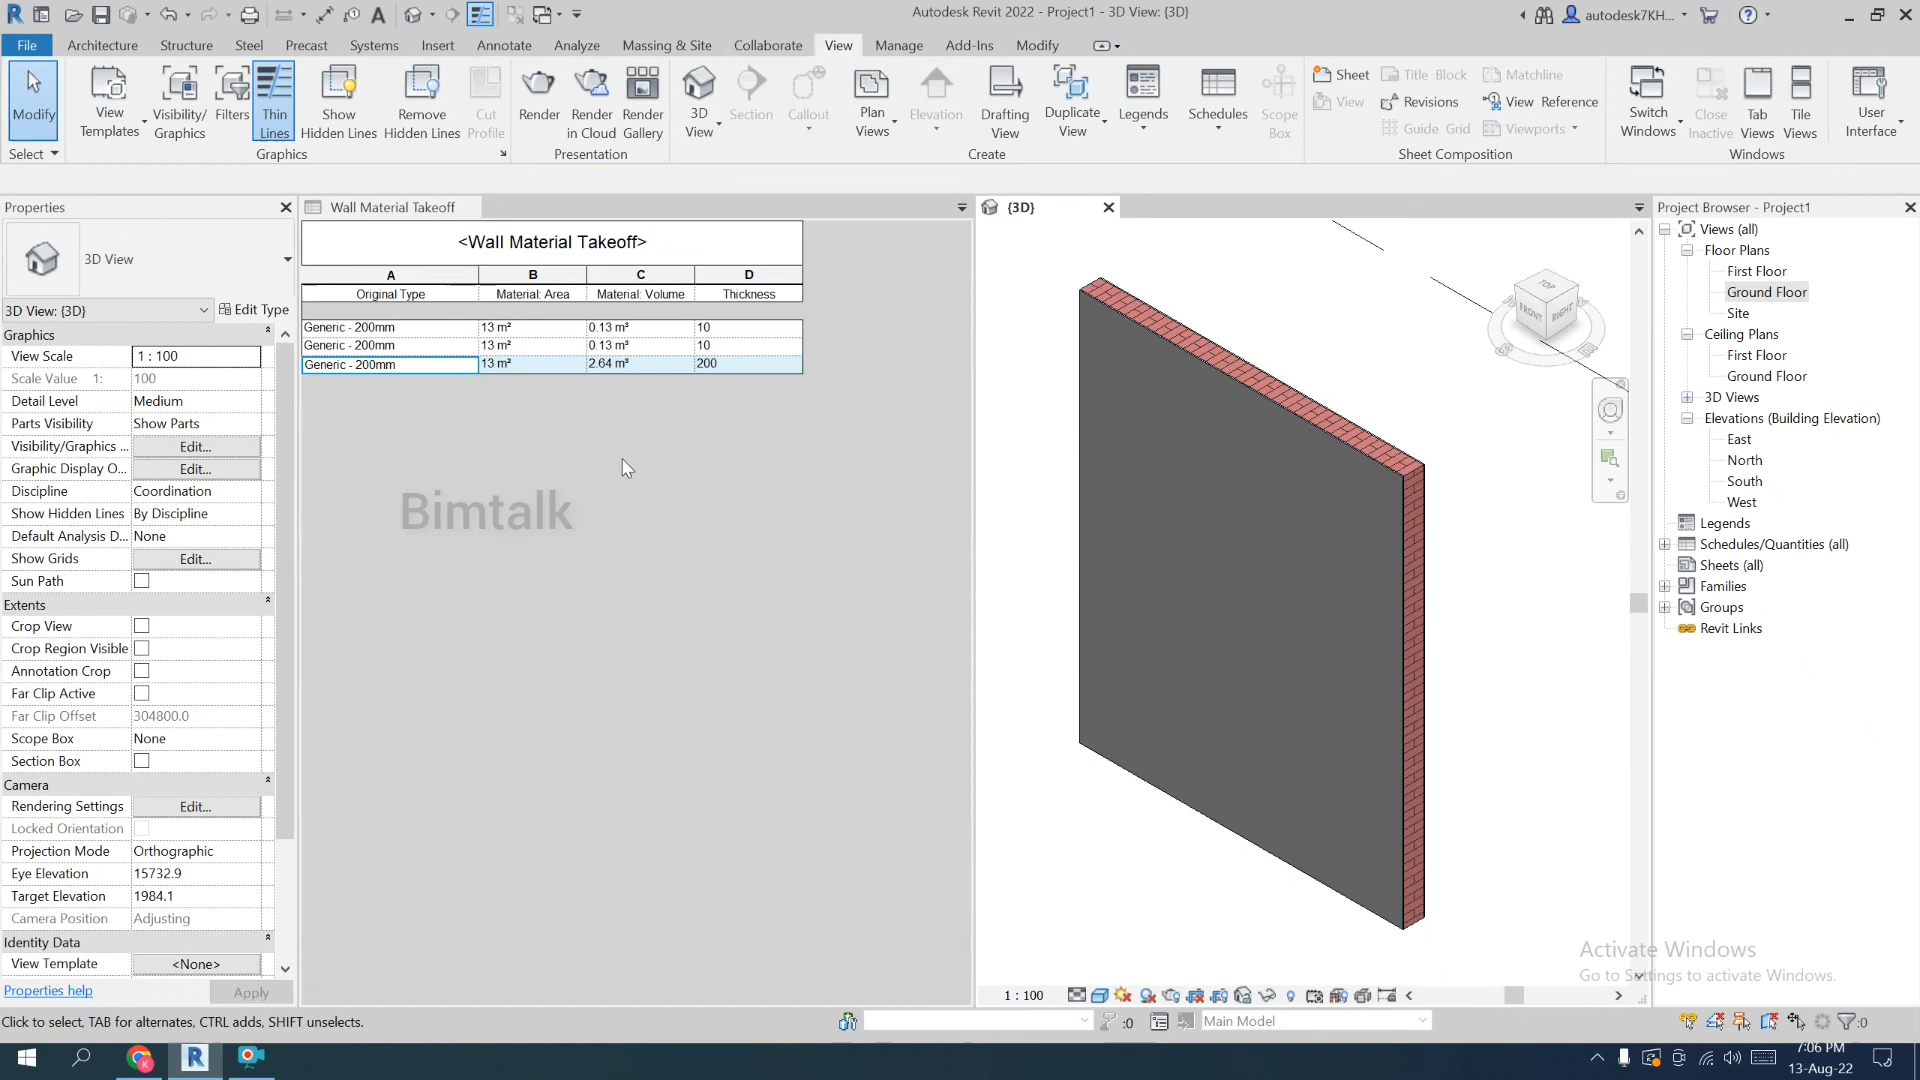 Autodesk Revit 2022 - Project1 - 3D View: {3D}
autodesk7KH...
File Architecture Structure Steel Precast Systems Insert Annotate Analyze Massing & Site Collaborate View Manage Add-Ins Modify
Modify
View Templates
Visibility/ Graphics
Filters
Thin Lines
Show Hidden Lines
Remove Hidden Lines
Cut Profile
Render
Render in Cloud
Render Gallery
3D View
Section
Callout
Plan Views
Elevation
Drafting View
Duplicate View
Legends
Schedules
Scope Box
Sheet
View
Title Block
Revisions
Guide Grid
Matchline
View Reference
Viewports
Switch Windows
Close Inactive
Tab Views
Tile Views
User Interface
Select Graphics Presentation Create Sheet Composition Windows
Properties
3D View
3D View: {3D} Edit Type
Graphics
View Scale 1 : 100
Scale Value 1: 100
Detail Level Medium
Parts Visibility Show Parts
Visibility/Graphics ... Edit...
Graphic Display O... Edit...
Discipline Coordination
Show Hidden Lines By Discipline
Default Analysis D... None
Show Grids Edit...
Sun Path
Extents
Crop View
Crop Region Visible
Annotation Crop
Far Clip Active
Far Clip Offset 304800.0
Scope Box None
Section Box
Camera
Rendering Settings Edit...
Locked Orientation
Projection Mode Orthographic
Eye Elevation 15732.9
Target Elevation 1984.1
Camera Position Adjusting
Identity Data
View Template <None>
Properties help Apply
Wall Material Takeoff
<Wall Material Takeoff>
A B C D
Original Type Material: Area Material: Volume Thickness
Generic - 200mm 13 m² 0.13 m³ 10
Generic - 200mm 13 m² 0.13 m³ 10
Generic - 200mm 13 m² 2.64 m³ 200
Bimtalk
{3D}
TOP
FRONT
RIGHT
1 : 100
Project Browser - Project1
Views (all)
Floor Plans
First Floor
Ground Floor
Site
Ceiling Plans
First Floor
Ground Floor
3D Views
Elevations (Building Elevation)
East
North
South
West
Legends
Schedules/Quantities (all)
Sheets (all)
Families
Groups
Revit Links
Activate Windows
Go to Settings to activate Windows.
Click to select, TAB for alternates, CTRL adds, SHIFT unselects.
:0
Main Model
:0
7:06 PM
13-Aug-22